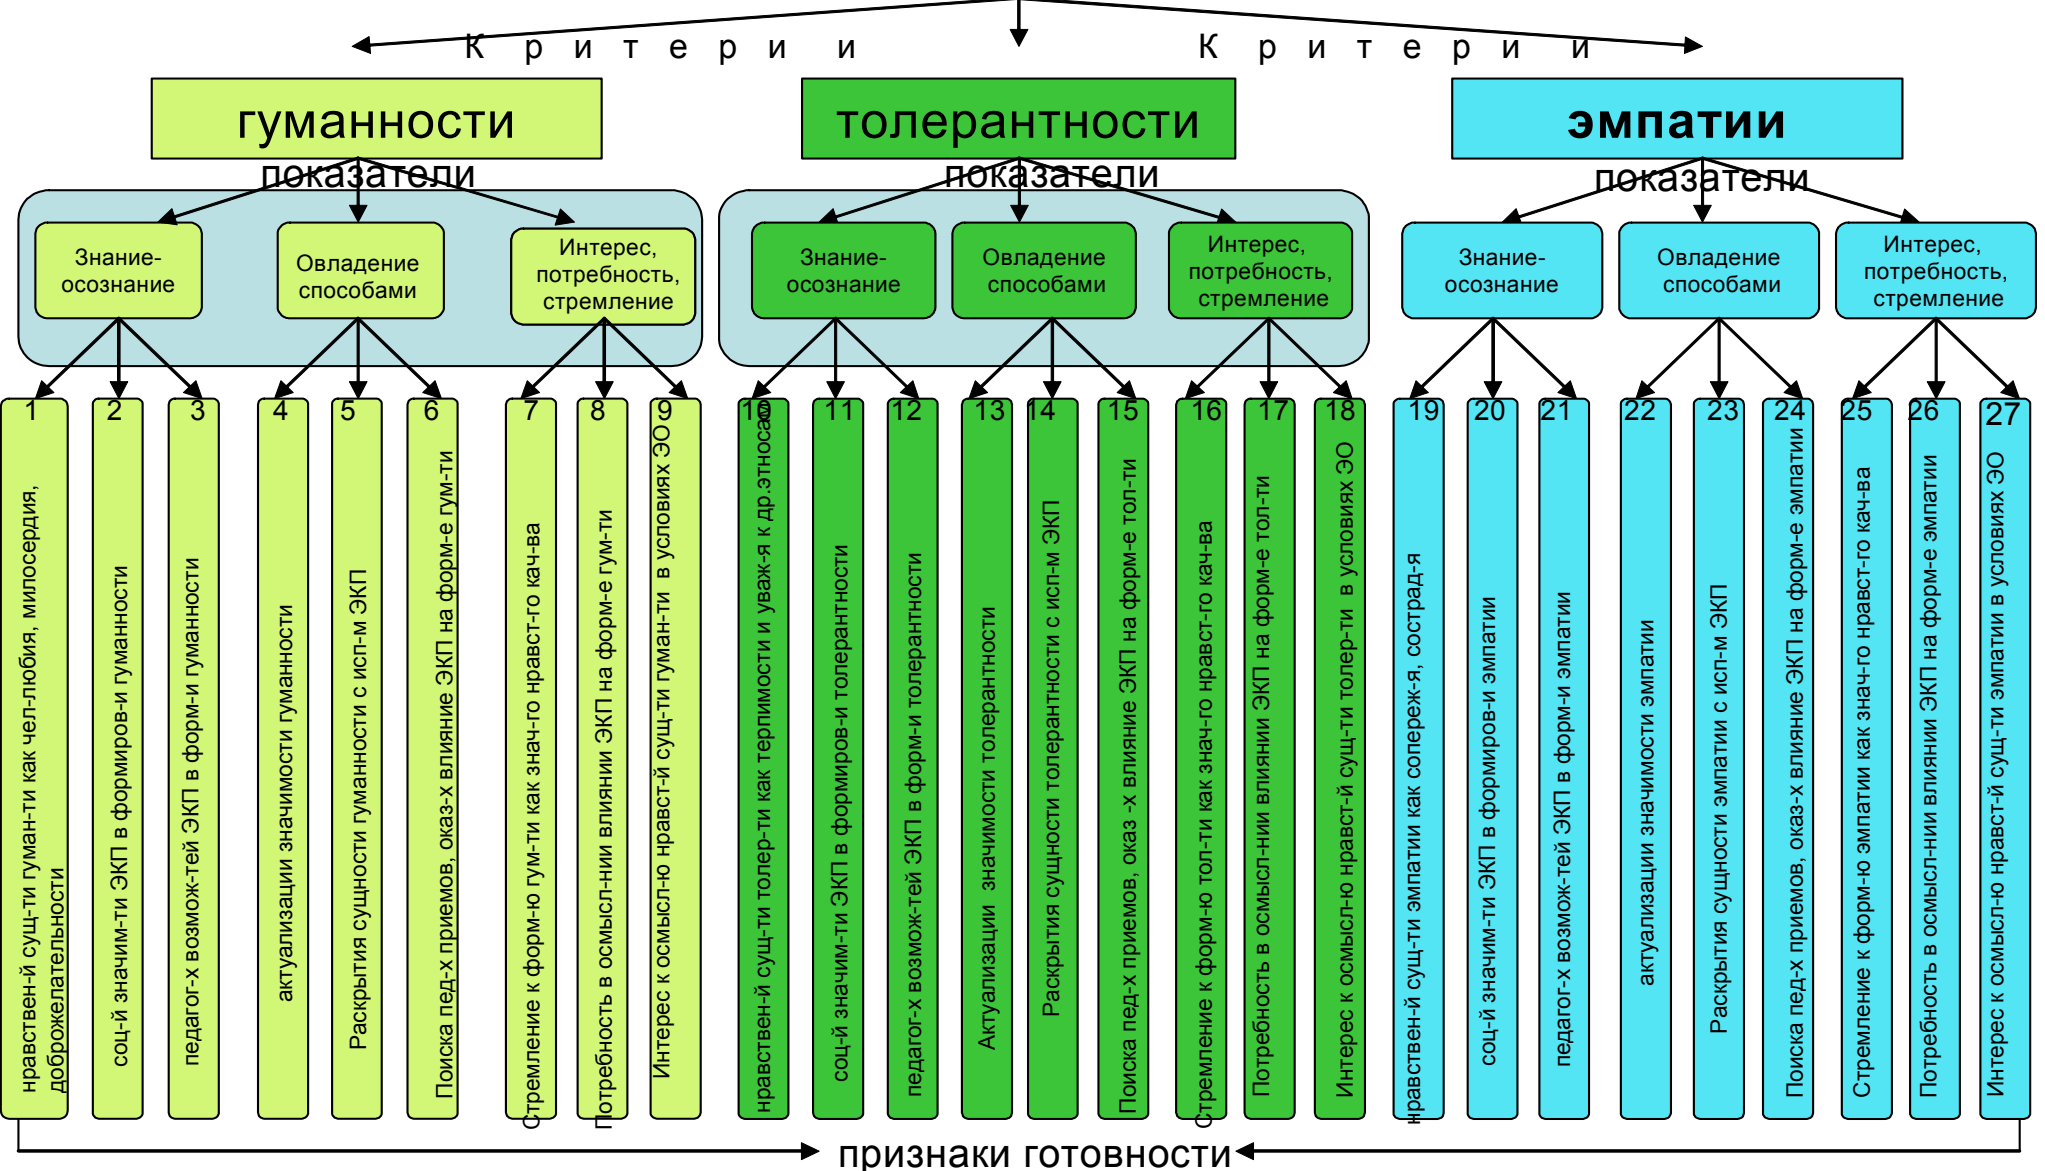 К р и т е р и и
К р и т е р и и
гуманности
толерантности
эмпатии
показатели
показатели
показатели
Знание-
осознание
Овладение
способами
Интерес,
потребность,
стремление
Знание-
осознание
Овладение
способами
Интерес,
потребность,
стремление
Знание-
осознание
Овладение
способами
Интерес,
потребность,
стремление
1
нравствен-й сущ-ти гуман-ти как чел-любия, милосердия,
доброжелательности
2
соц-й значим-ти ЭКП в формиров-и гуманности
3
педагог-х возмож-тей ЭКП в форм-и гуманности
4
актуализации значимости гуманности
5
Раскрытия сущности гуманности с исп-м ЭКП
6
Поиска пед-х приемов, оказ-х влияние ЭКП на форм-е гум-ти
7
Стремление к форм-ю гум-ти как знач-го нравст-го кач-ва
8
Потребность в осмысл-нии влиянии ЭКП на форм-е гум-ти
9
Интерес к осмысл-ю нравст-й сущ-ти гуман-ти в условиях ЭО
10
нравствен-й сущ-ти толер-ти как терпимости и уваж-я к др.этносам
11
соц-й значим-ти ЭКП в формиров-и толерантности
12
педагог-х возмож-тей ЭКП в форм-и толерантности
13
Актуализации значимости толерантности
14
Раскрытия сущности толерантности с исп-м ЭКП
15
Поиска пед-х приемов, оказ -х влияние ЭКП на форм-е тол-ти
16
Стремление к форм-ю тол-ти как знач-го нравст-го кач-ва
17
Потребность в осмысл-нии влиянии ЭКП на форм-е тол-ти
18
Интерес к осмысл-ю нравст-й сущ-ти толер-ти в условиях ЭО
19
нравствен-й сущ-ти эмпатии как сопереж-я, сострад-я
20
соц-й значим-ти ЭКП в формиров-и эмпатии
21
педагог-х возмож-тей ЭКП в форм-и эмпатии
22
актуализации значимости эмпатии
23
Раскрытия сущности эмпатии с исп-м ЭКП
24
Поиска пед-х приемов, оказ-х влияние ЭКП на форм-е эмпатии
25
Стремление к форм-ю эмпатии как знач-го нравст-го кач-ва
26
Потребность в осмысл-нии влиянии ЭКП на форм-е эмпатии
27
Интерес к осмысл-ю нравст-й сущ-ти эмпатии в условиях ЭО
признаки готовности